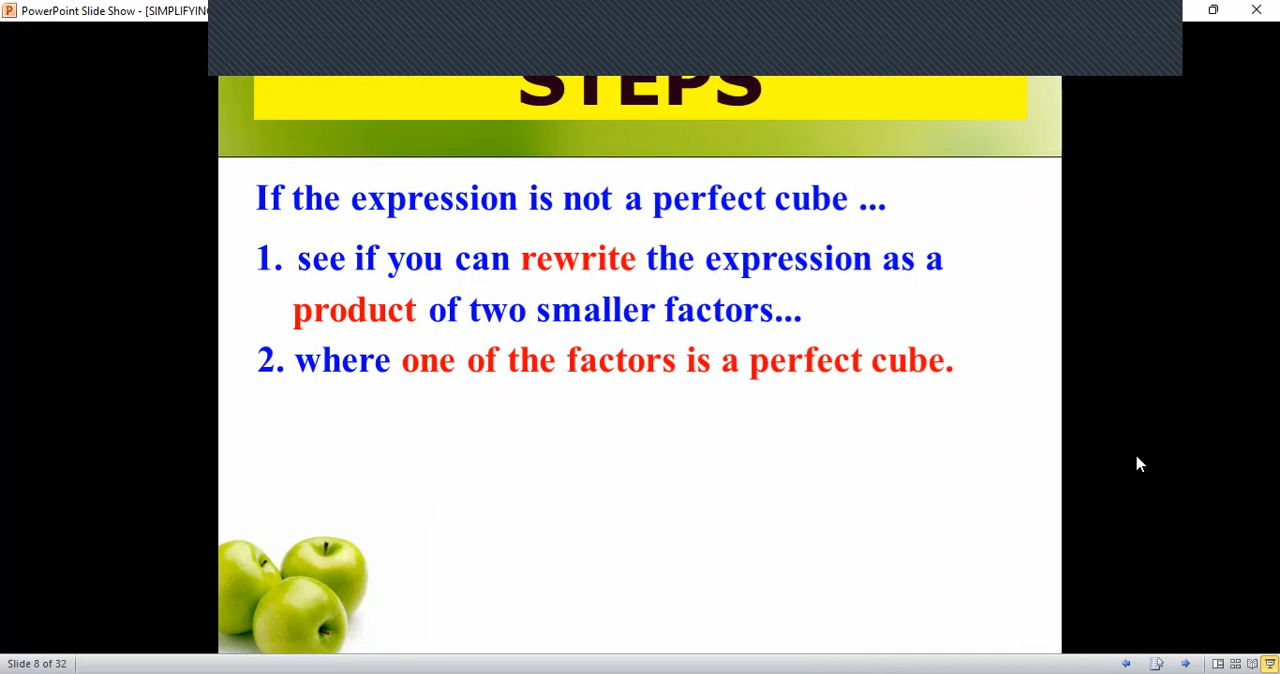 PowerPoint Slide Show - [SIMPLIFYING
STEPS
If the expression is not a perfect cube ...
1. see if you can rewrite the expression as a
product of two smaller factors...
2. where one of the factors is a perfect cube.
Slide 8 of 32